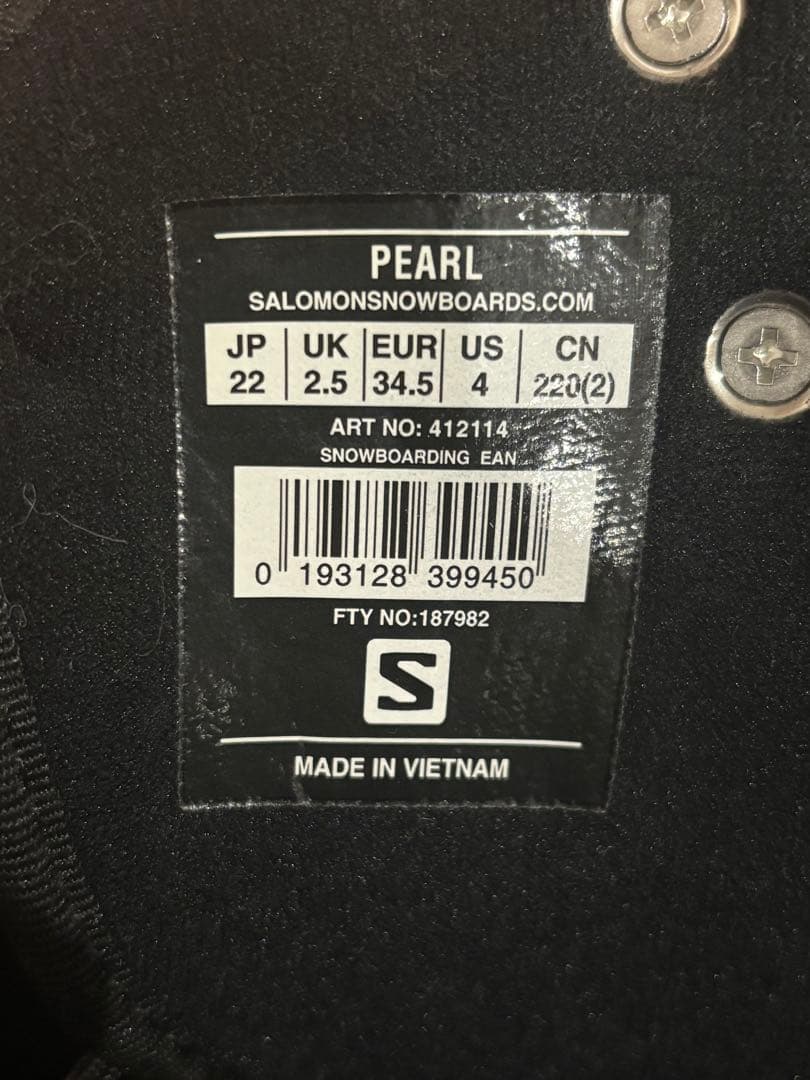 PEARL
SALOMONSNOWBOARDS.COM
JP UK EUR US CN
22 2.5 34.5 4 220(2)
ART NO: 412114
SNOWBOARDING EAN
0 193128 399450
FTY NO:187982
S
MADE IN VIETNAM